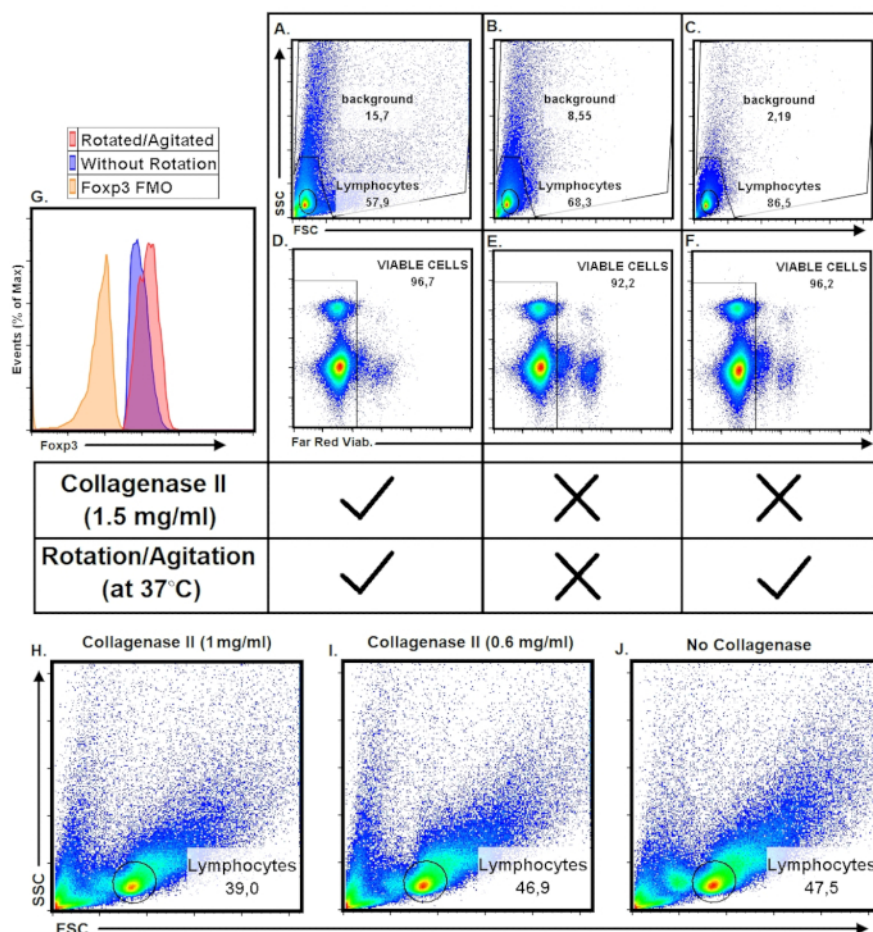 A.
B.
C.
background
15,7
background
8,55
background
2,19
Rotated/Agitated
Without Rotation
Foxp3 FMO
SSC
Lymphocytes
57,9
Lymphocytes
68,3
Lymphocytes
86,5
FSC
G.
D.
E.
F.
VIABLE CELLS
96,7
VIABLE CELLS
92,2
VIABLE CELLS
96,2
Events (% of Max)
Foxp3
Far Red Viab.
Collagenase II
(1.5 mg/ml)
Rotation/Agitation
(at 37°C)
H.
Collagenase II (1 mg/ml)
I.
Collagenase II (0.6 mg/ml)
J.
No Collagenase
SSC
Lymphocytes
39,0
Lymphocytes
46,9
Lymphocytes
47,5
FSC